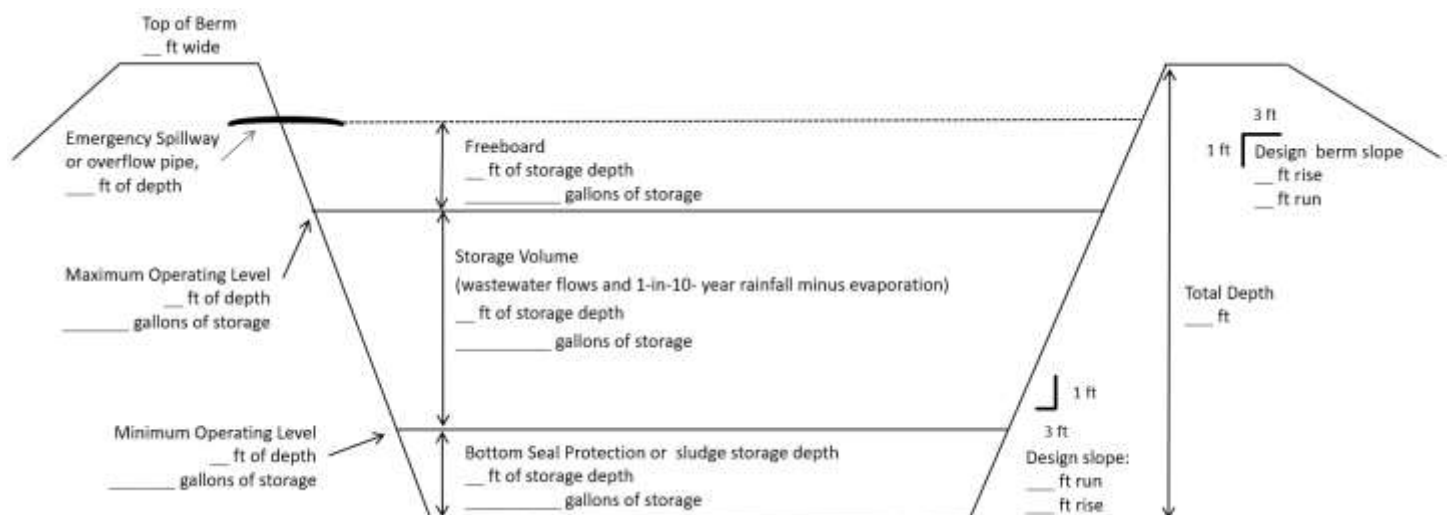 Top of Berm
__ ft wide
Emergency Spillway
or overflow pipe,
___ ft of depth
Freeboard
__ ft of storage depth
__________ gallons of storage
3 ft
1 ft
Design berm slope
__ ft rise
__ ft run
Maximum Operating Level
__ ft of depth
_______ gallons of storage
Storage Volume
(wastewater flows and 1-in-10- year rainfall minus evaporation)
__ ft of storage depth
__________ gallons of storage
Total Depth
___ ft
Minimum Operating Level
__ ft of depth
_______ gallons of storage
Bottom Seal Protection or sludge storage depth
__ ft of storage depth
__________ gallons of storage
1 ft
3 ft
Design slope:
___ ft run
___ ft rise